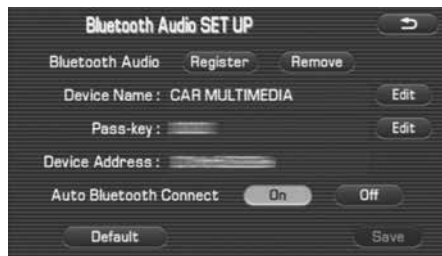 Bluetooth Audio SET UP
Bluetooth Audio Register Remove
Device Name : CAR MULTIMEDIA Edit
Pass-key : Edit
Device Address :
Auto Bluetooth Connect On Off
Default Save